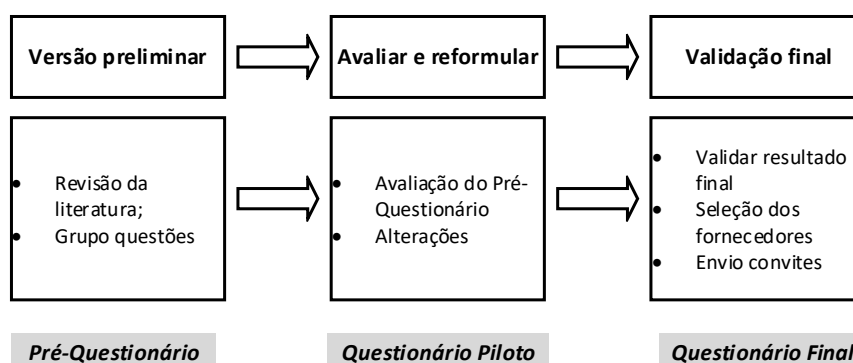 Versão preliminar
Avaliar e reformular
Validação final
• Revisão da
literatura;
• Grupo questões
• Avaliação do Pré-
Questionário
• Alterações
• Validar resultado
final
• Seleção dos
fornecedores
• Envio convites
Pré-Questionário
Questionário Piloto
Questionário Final